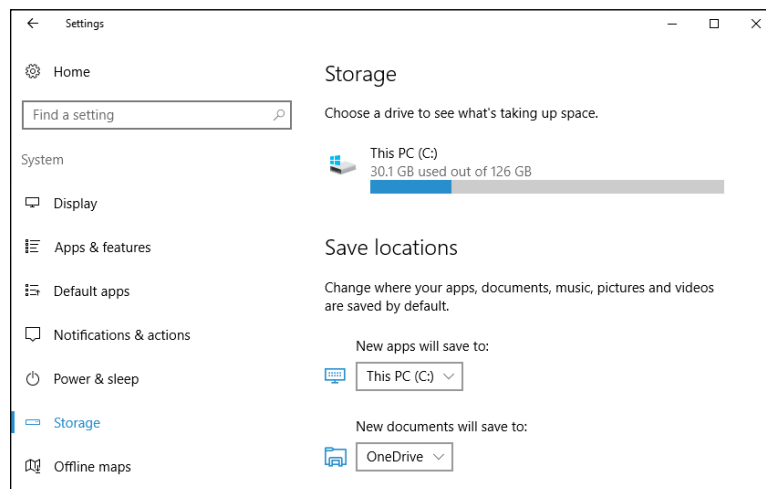 Settings
Home
Find a setting
System
Display
Apps & features
Default apps
Notifications & actions
Power & sleep
Storage
Offline maps
Storage
Choose a drive to see what's taking up space.
This PC (C:)
30.1 GB used out of 126 GB
Save locations
Change where your apps, documents, music, pictures and videos
are saved by default.
New apps will save to:
This PC (C:)
New documents will save to:
OneDrive